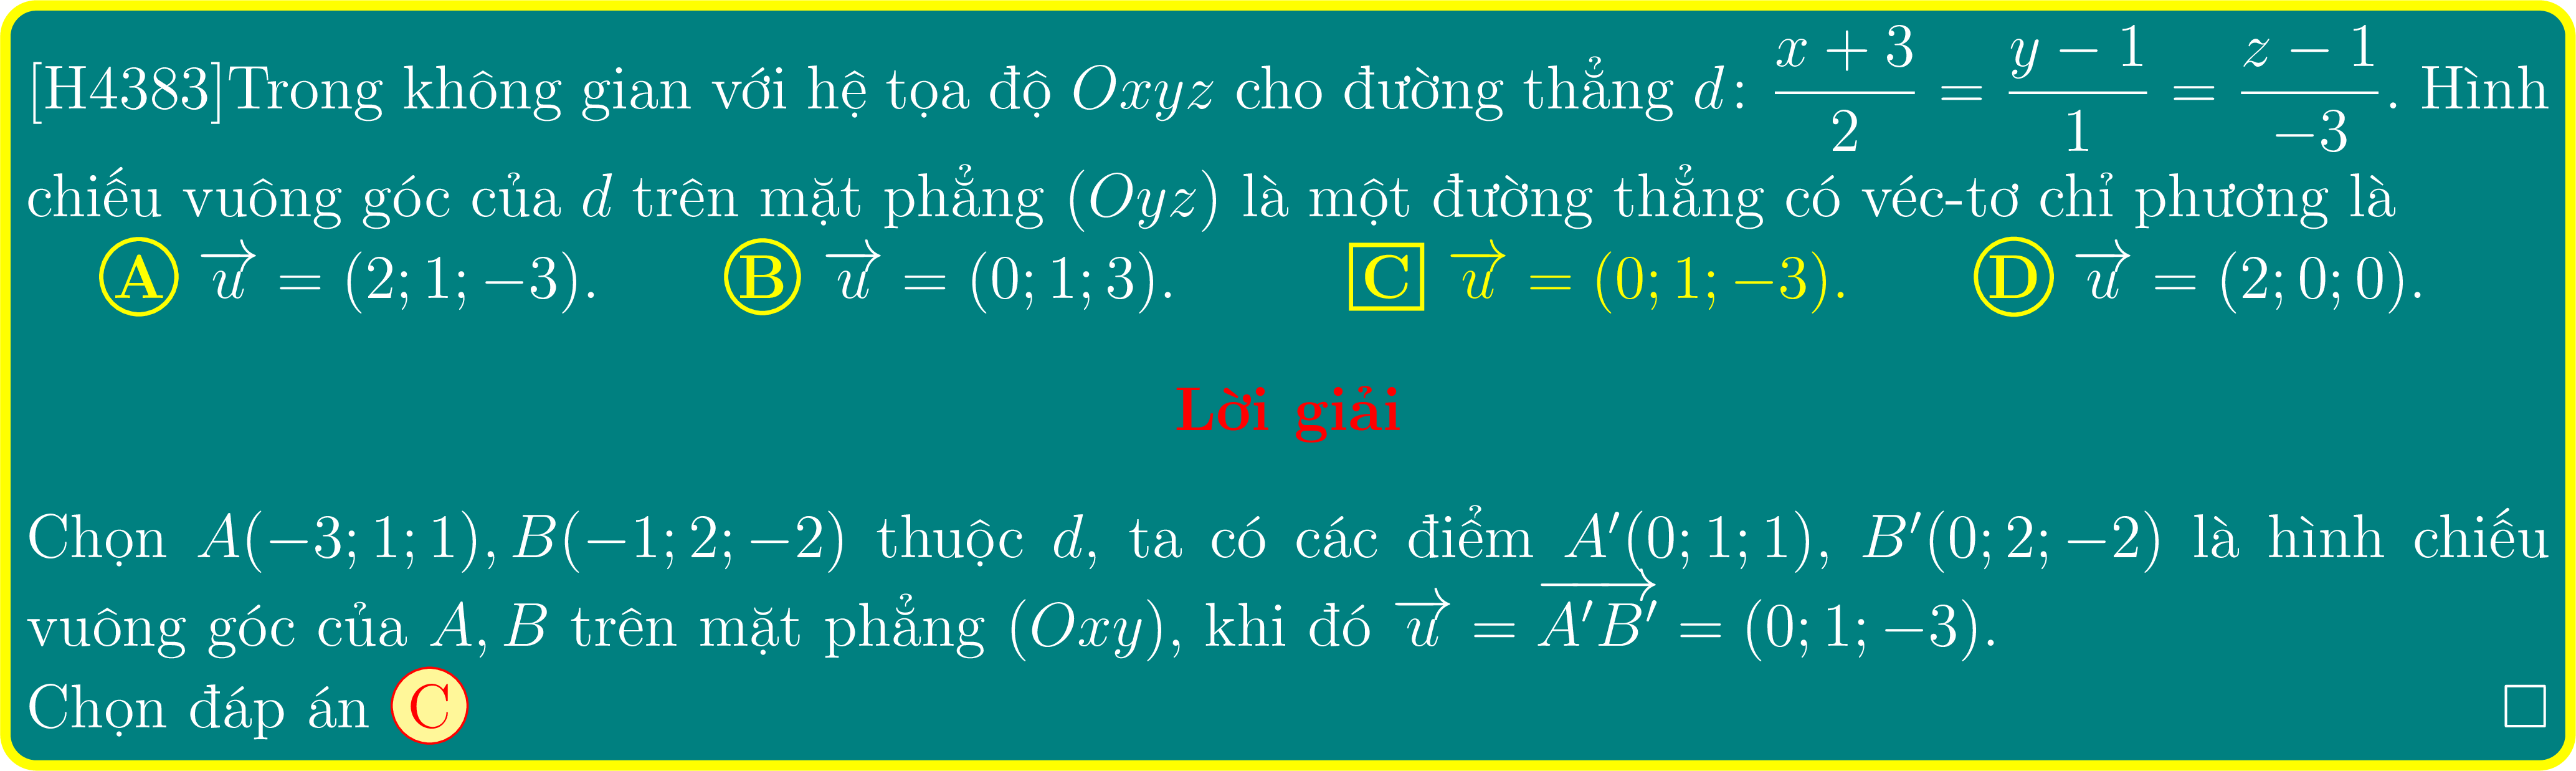 [H4383]Trong không gian với hệ tọa độ $Oxyz$ cho đường thẳng $d\colon \dfrac{x+3}{2} = \dfrac{y-1}{1} = \dfrac{z-1}{-3}$. Hình
chiếu vuông góc của $d$ trên mặt phẳng $(Oyz)$ là một đường thẳng có véc-tơ chỉ phương là
A $\overrightarrow{u} = (2; 1; -3)$. B $\overrightarrow{u} = (0; 1; 3)$. C $\overrightarrow{u} = (0; 1; -3)$. D $\overrightarrow{u} = (2; 0; 0)$.
Lời giải
Chọn $A(-3; 1; 1), B(-1; 2; -2)$ thuộc $d$, ta có các điểm $A'(0; 1; 1)$, $B'(0; 2; -2)$ là hình chiếu
vuông góc của $A, B$ trên mặt phẳng $(Oxy)$, khi đó $\overrightarrow{u} = \overrightarrow{A'B'} = (0; 1; -3)$.
Chọn đáp án C □